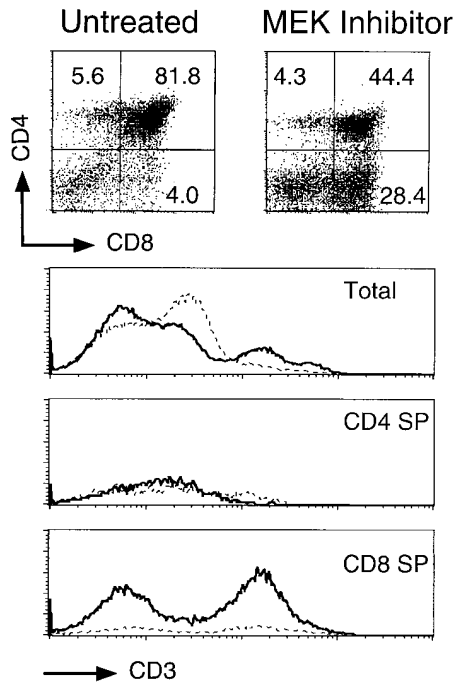 Untreated MEK Inhibitor
5.6 81.8 4.3 44.4
CD4
4.0 28.4
CD8
Total
CD4 SP
CD8 SP
CD3